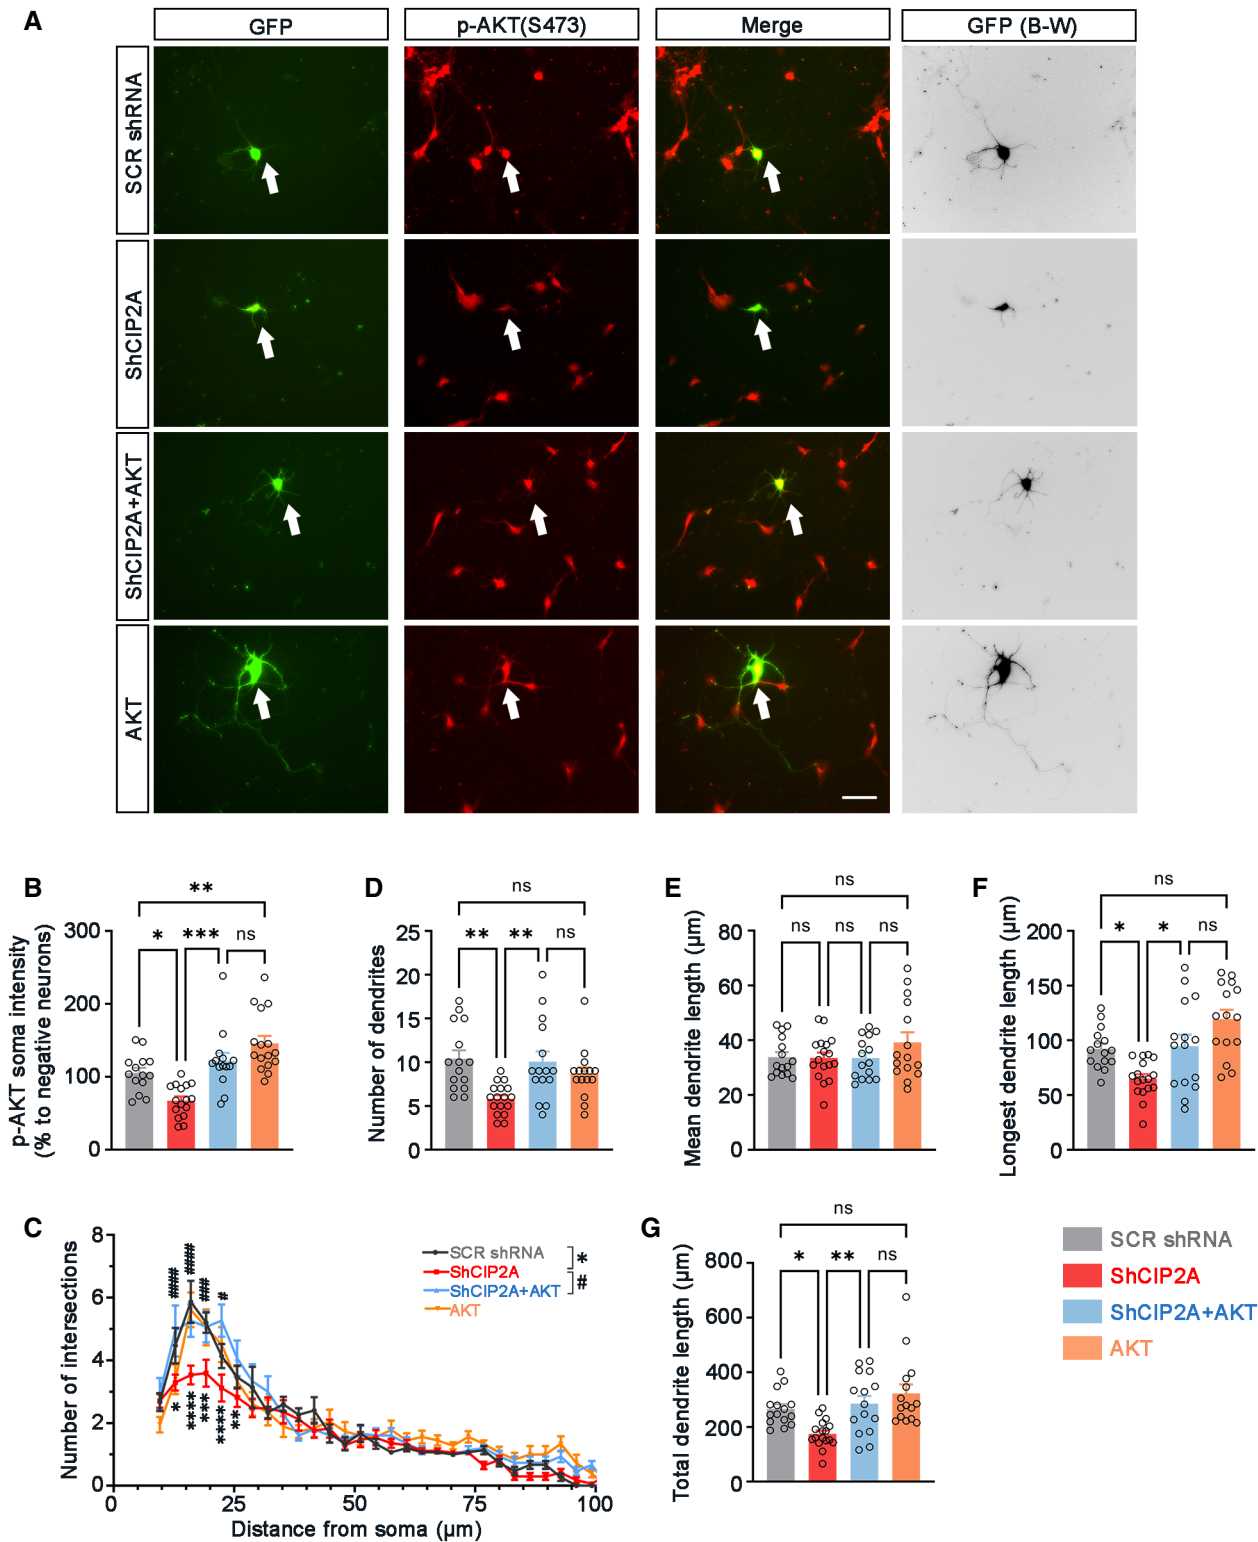 A
GFP
p-AKT(S473)
Merge
GFP (B-W)
SCR shRNA
ShCIP2A
ShCIP2A+AKT
AKT
B
p-AKT soma intensity
(% to negative neurons)
300
200
100
0
**
*
***
ns
D
Number of dendrites
25
20
15
10
5
0
ns
**
**
ns
E
Mean dendrite length (μm)
80
60
40
20
0
ns
ns
ns
ns
F
Longest dendrite length (μm)
200
150
100
50
0
ns
*
*
ns
C
Number of intersections
8
6
4
2
0
0
25
50
75
100
Distance from soma (μm)
####
####
###
#
*
****
***
****
**
SCR shRNA
ShCIP2A
ShCIP2A+AKT
AKT
*
#
G
Total dendrite length (μm)
800
600
400
200
0
ns
*
**
ns
SCR shRNA
ShCIP2A
ShCIP2A+AKT
AKT